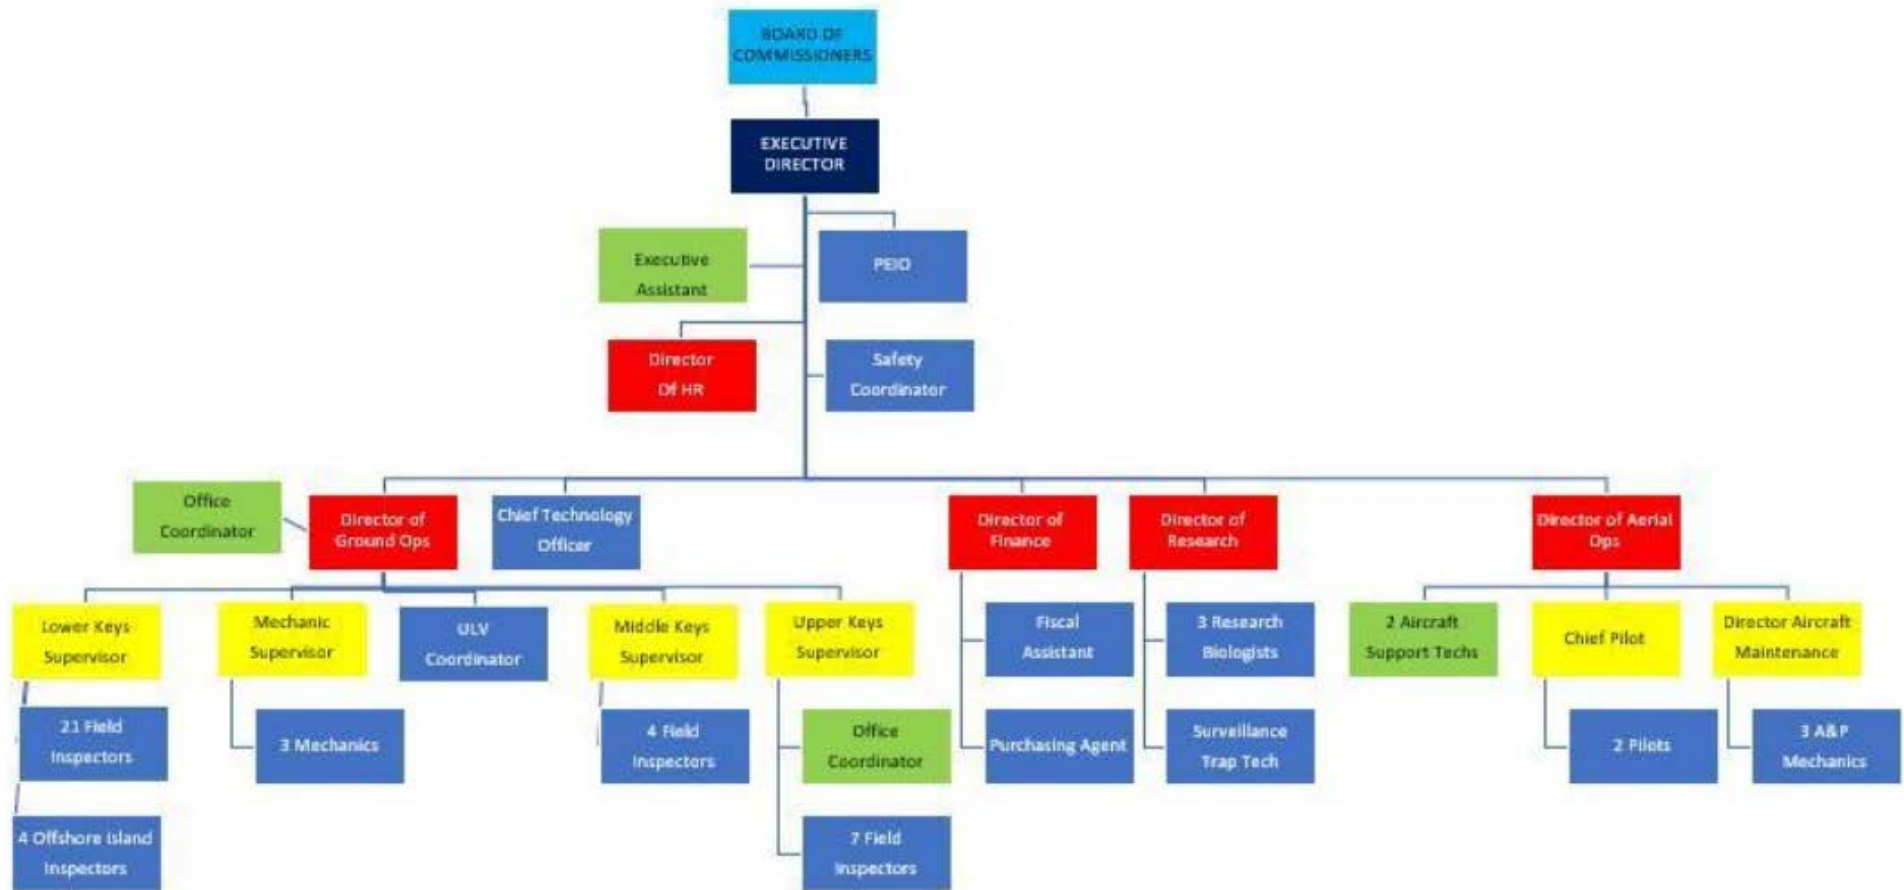 BOARD OF
COMMISSIONERS
EXECUTIVE
DIRECTOR
Executive
Assistant
PEIO
Director
Of HR
Safety
Coordinator
Office
Coordinator
Director of
Ground Ops
Chief Technology
Officer
Director of
Finance
Director of
Research
Director of Aerial
Ops
Lower Keys
Supervisor
Mechanic
Supervisor
ULV
Coordinator
Middle Keys
Supervisor
Upper Keys
Supervisor
Fiscal
Assistant
3 Research
Biologists
2 Aircraft
Support Techs
Chief Pilot
Director Aircraft
Maintenance
21 Field
Inspectors
3 Mechanics
4 Field
Inspectors
Office
Coordinator
Purchasing Agent
Surveillance
Trap Tech
2 Pilots
3 A&P
Mechanics
4 Offshore Island
Inspectors
7 Field
Inspectors